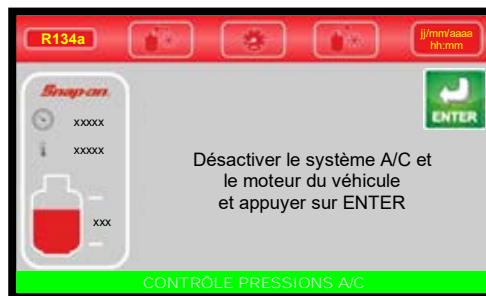 R134a
jj/mm/aaaa
hh:mm
Snap-on
ENTER
xxxxx
xxxxx
xxx
Désactiver le système A/C et
le moteur du véhicule
et appuyer sur ENTER
CONTRÔLE PRESSIONS A/C